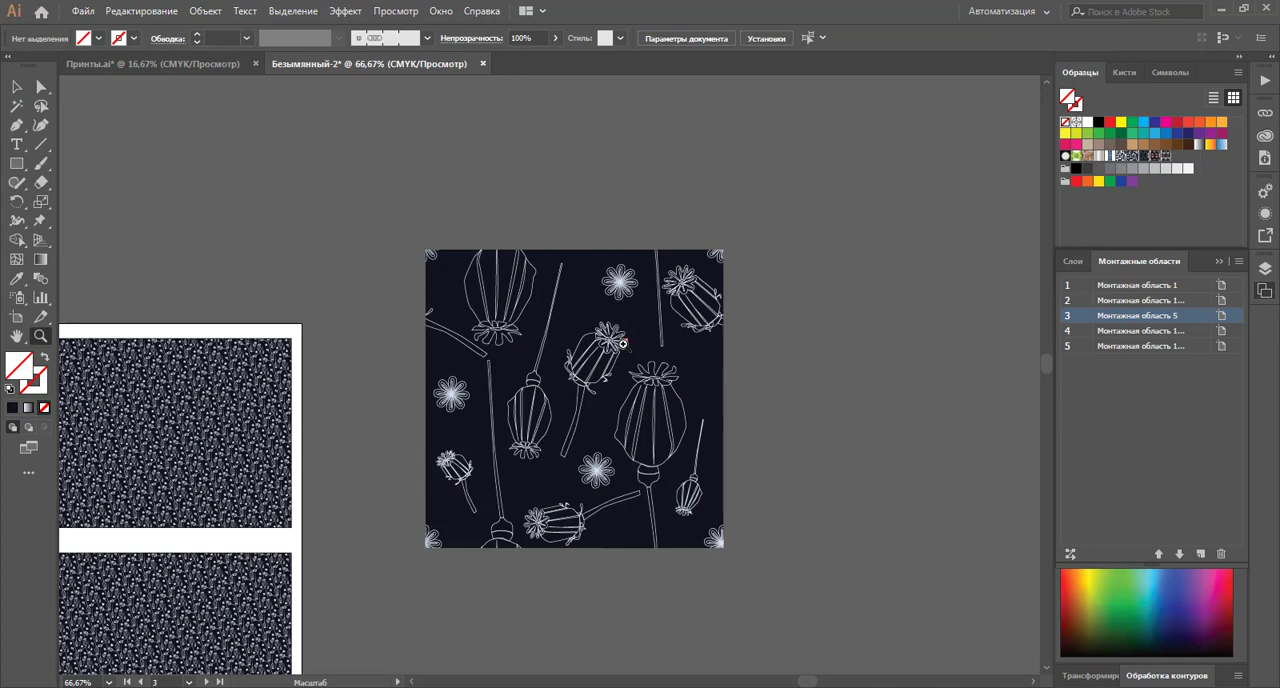 Ai Файл Редактирование Объект Текст Выделение Эффект Просмотр Окно Справка Автоматизация Поиск в Adobe Stock
Нет выделения Обводка: Непрозрачность: 100% Стиль: Параметры документа Установки
Принты.ai* @ 16,67% (CMYK/Просмотр) × Безымянный-2* @ 66,67% (CMYK/Просмотр) ×
Образцы Кисти Символы
Слои Монтажные области
1 Монтажная область 1
2 Монтажная область 1...
3 Монтажная область 5
4 Монтажная область 1...
5 Монтажная область 1...
66,67% 3 Масштаб Трансформир Обработка контуров